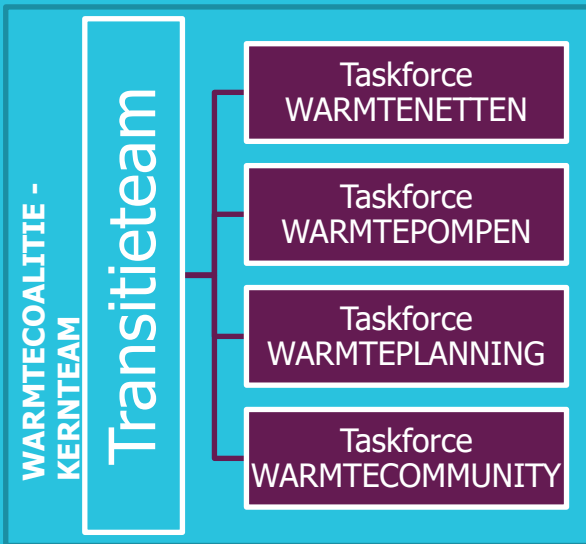 WARMTECOALITIE -
KERNTEAM
Transitieteam
Taskforce
WARMTENETTEN
Taskforce
WARMTEPOMPEN
Taskforce
WARMTEPLANNING
Taskforce
WARMTECOMMUNITY